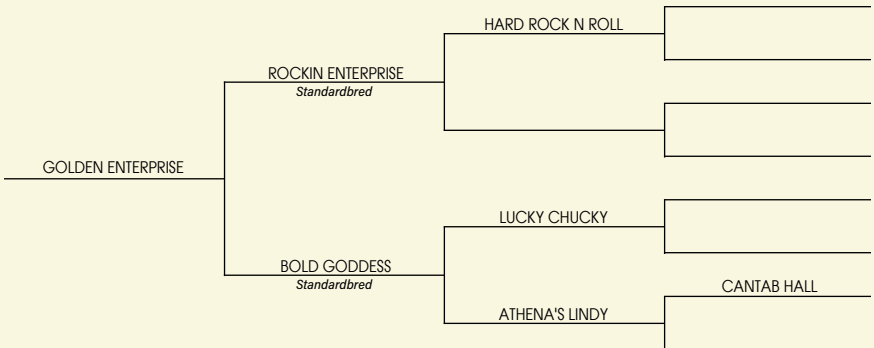 HARD ROCK N ROLL
ROCKIN ENTERPRISE
Standardbred
GOLDEN ENTERPRISE
LUCKY CHUCKY
BOLD GODDESS
Standardbred
CANTAB HALL
ATHENA'S LINDY